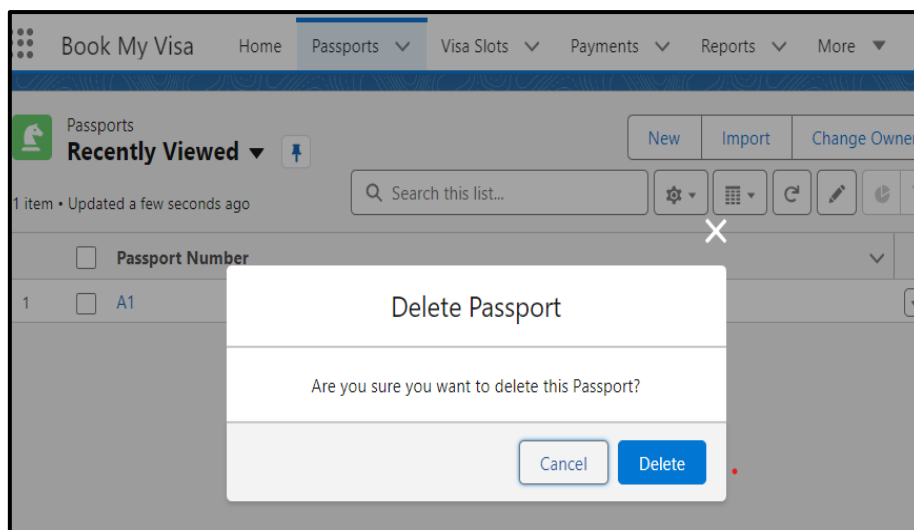 Book My Visa Home Passports Visa Slots Payments Reports More
Passports
Recently Viewed
New Import Change Owner
1 item • Updated a few seconds ago
Search this list...
Passport Number
1 A1
Delete Passport
Are you sure you want to delete this Passport?
Cancel Delete